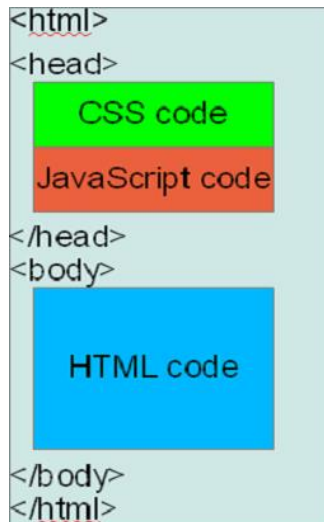 <html>
<head>
CSS code
JavaScript code
</head>
<body>
HTML code
</body>
</html>